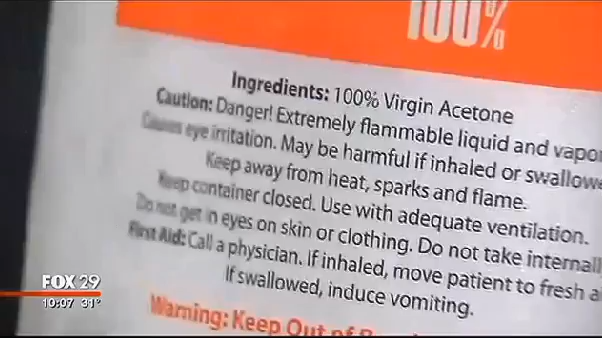 100%
Ingredients: 100% Virgin Acetone
Caution: Danger! Extremely flammable liquid and vapor
Causes eye irritation. May be harmful if inhaled or swallowe
Keep away from heat, sparks and flame.
Keep container closed. Use with adequate ventilation.
Do not get in eyes on skin or clothing. Do not take internall
First Aid: Call a physician. If inhaled, move patient to fresh a
If swallowed, induce vomiting.
Warning: Keep Out of
FOX 29
10:07 31°